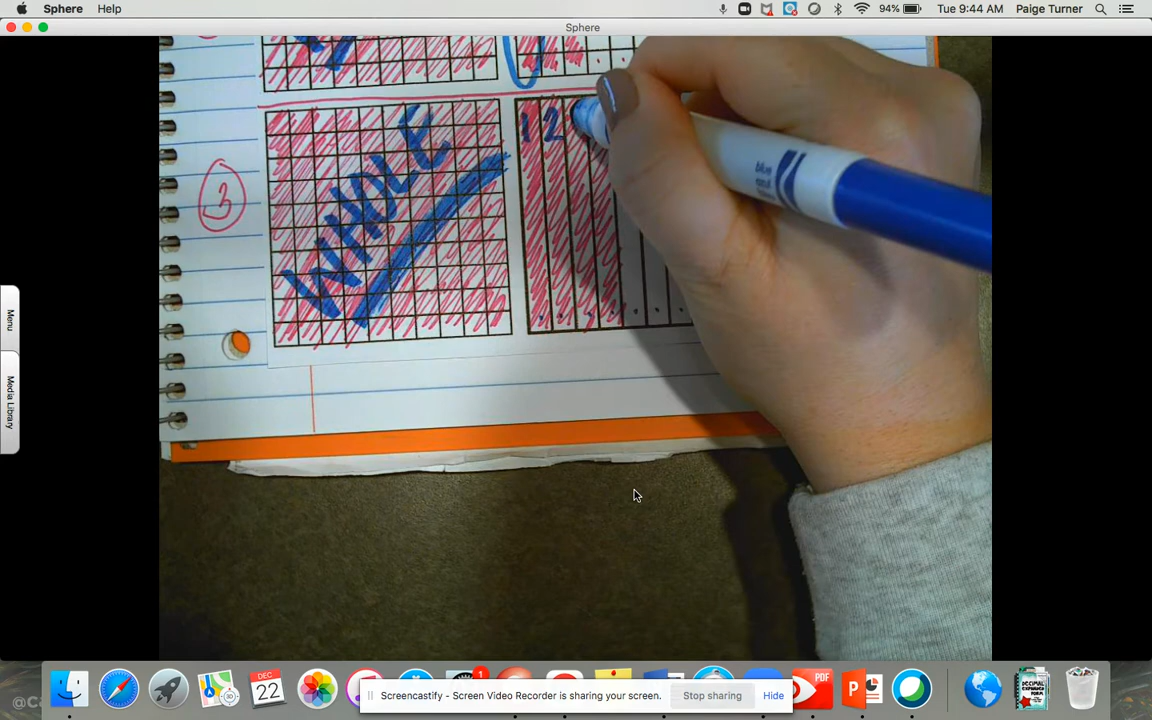 Sphere Help 94% Tue 9:44 AM Paige Turner
Sphere
3
WHOLE
1 2
Menu
Media Library
DEC
22
1
PDF
Screencastify - Screen Video Recorder is sharing your screen.
Stop sharing
Hide